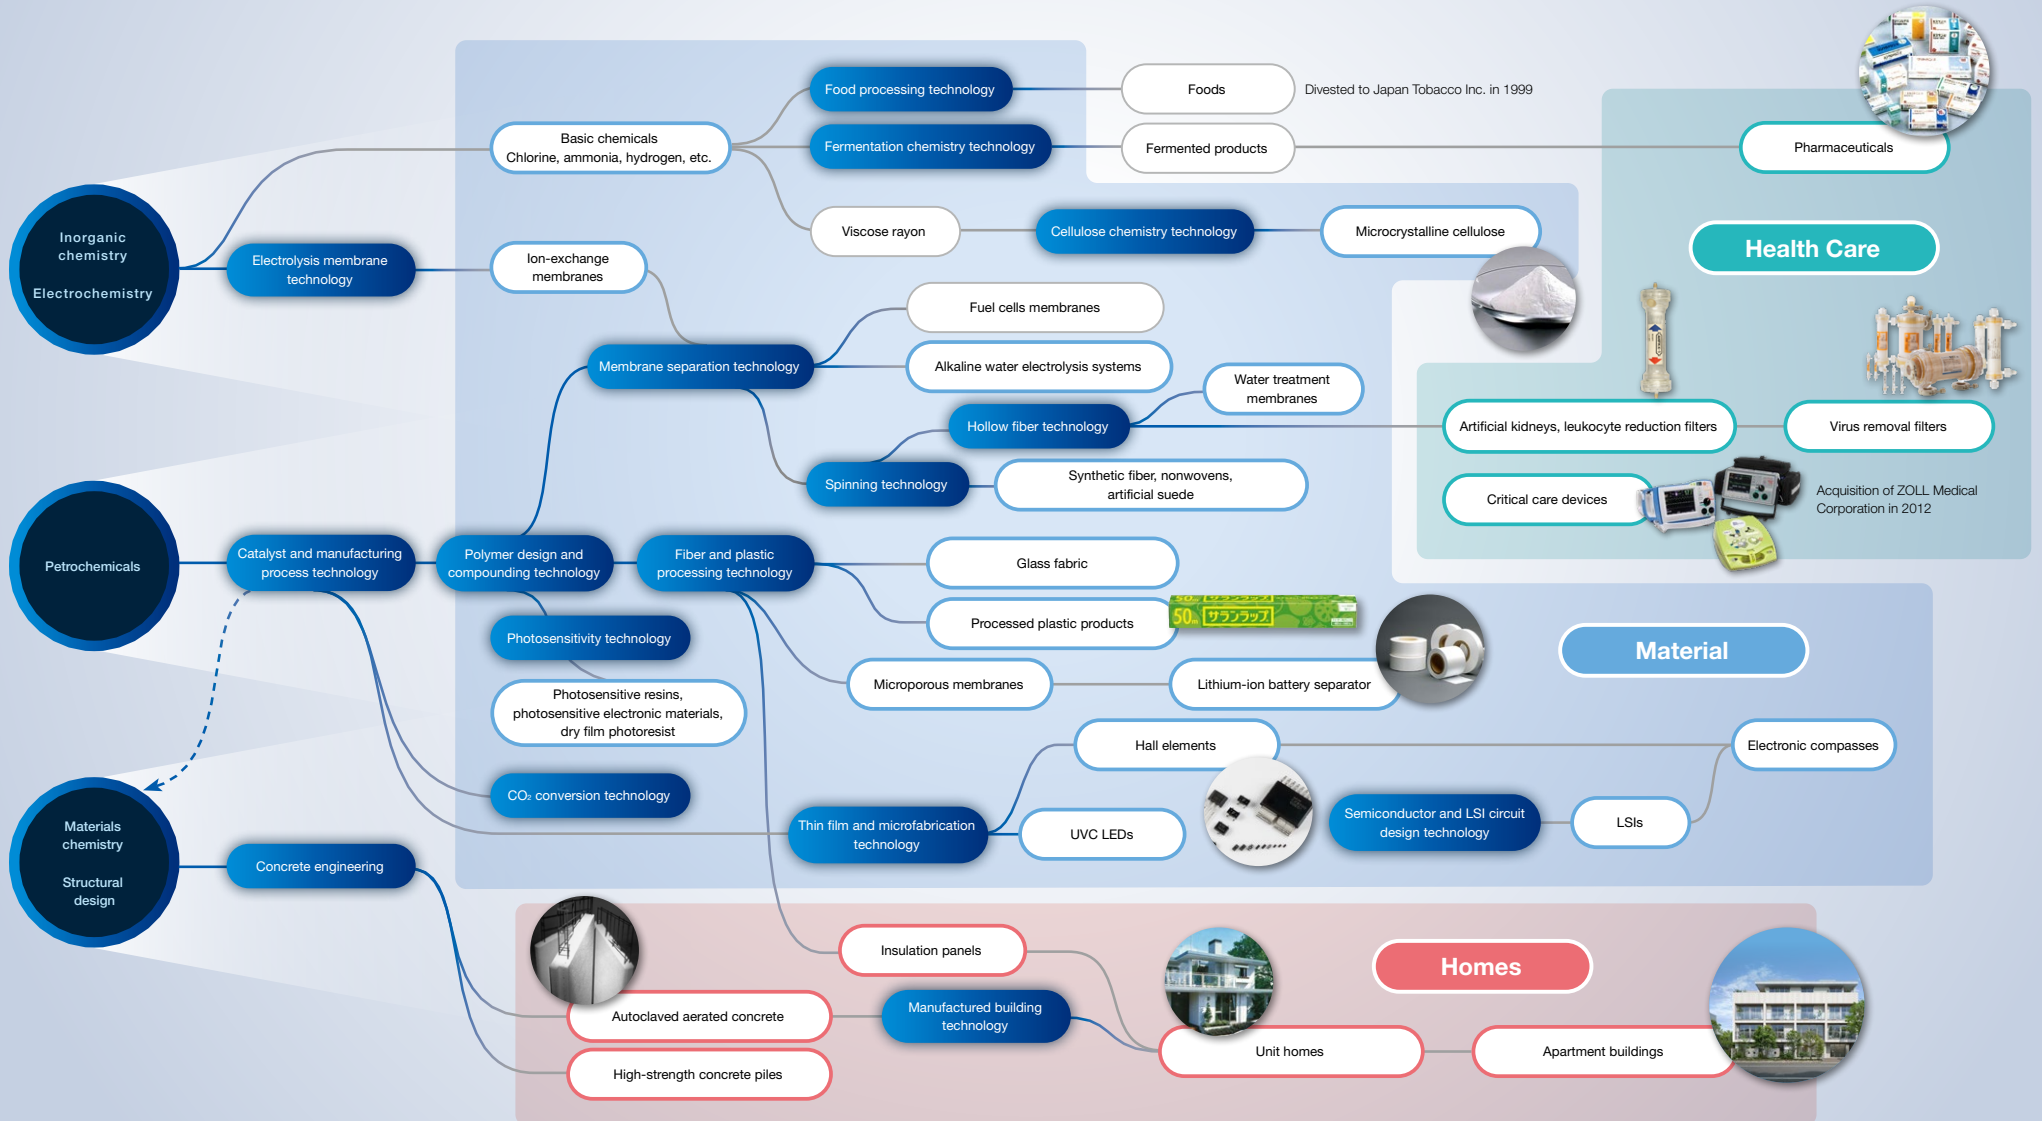 Inorganic
chemistry
Electrochemistry
Petrochemicals
Materials
chemistry
Structural
design
Electrolysis membrane
technology
Catalyst and manufacturing
process technology
Concrete engineering
Basic chemicals
Chlorine, ammonia, hydrogen, etc.
Food processing technology
Foods
Divested to Japan Tobacco Inc. in 1999
Fermentation chemistry technology
Fermented products
Pharmaceuticals
Viscose rayon
Cellulose chemistry technology
Microcrystalline cellulose
Health Care
Ion-exchange
membranes
Fuel cells membranes
Membrane separation technology
Alkaline water electrolysis systems
Water treatment
membranes
Hollow fiber technology
Artificial kidneys, leukocyte reduction filters
Virus removal filters
Spinning technology
Synthetic fiber, nonwovens,
artificial suede
Critical care devices
Acquisition of ZOLL Medical
Corporation in 2012
Polymer design and
compounding technology
Fiber and plastic
processing technology
Glass fabric
Processed plastic products
50m サランラップ
Photosensitivity technology
Photosensitive resins,
photosensitive electronic materials,
dry film photoresist
Microporous membranes
Lithium-ion battery separator
Material
Hall elements
Electronic compasses
CO₂ conversion technology
Thin film and microfabrication
technology
UVC LEDs
Semiconductor and LSI circuit
design technology
LSIs
Insulation panels
Homes
Autoclaved aerated concrete
Manufactured building
technology
High-strength concrete piles
Unit homes
Apartment buildings